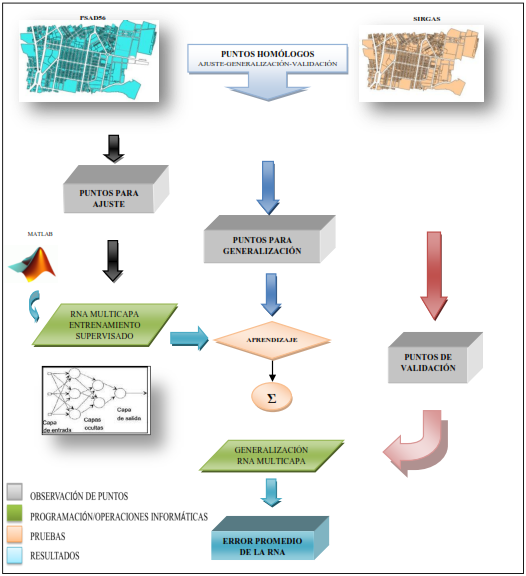 PSAD56
SIRGAS
PUNTOS HOMÓLOGOS
AJUSTE-GENERALIZACIÓN-VALIDACIÓN
PUNTOS PARA
AJUSTE
PUNTOS PARA
GENERALIZACIÓN
MATLAB
RNA MULTICAPA
ENTRENAMIENTO
SUPERVISADO
APRENDIZAJE
PUNTOS DE
VALIDACIÓN
Σ
Capa
de entrada
Capas
ocultas
Capa
de salida
GENERALIZACIÓN
RNA MULTICAPA
ERROR PROMEDIO
DE LA RNA
OBSERVACIÓN DE PUNTOS
PROGRAMACIÓN/OPERACIONES INFORMÁTICAS
PRUEBAS
RESULTADOS